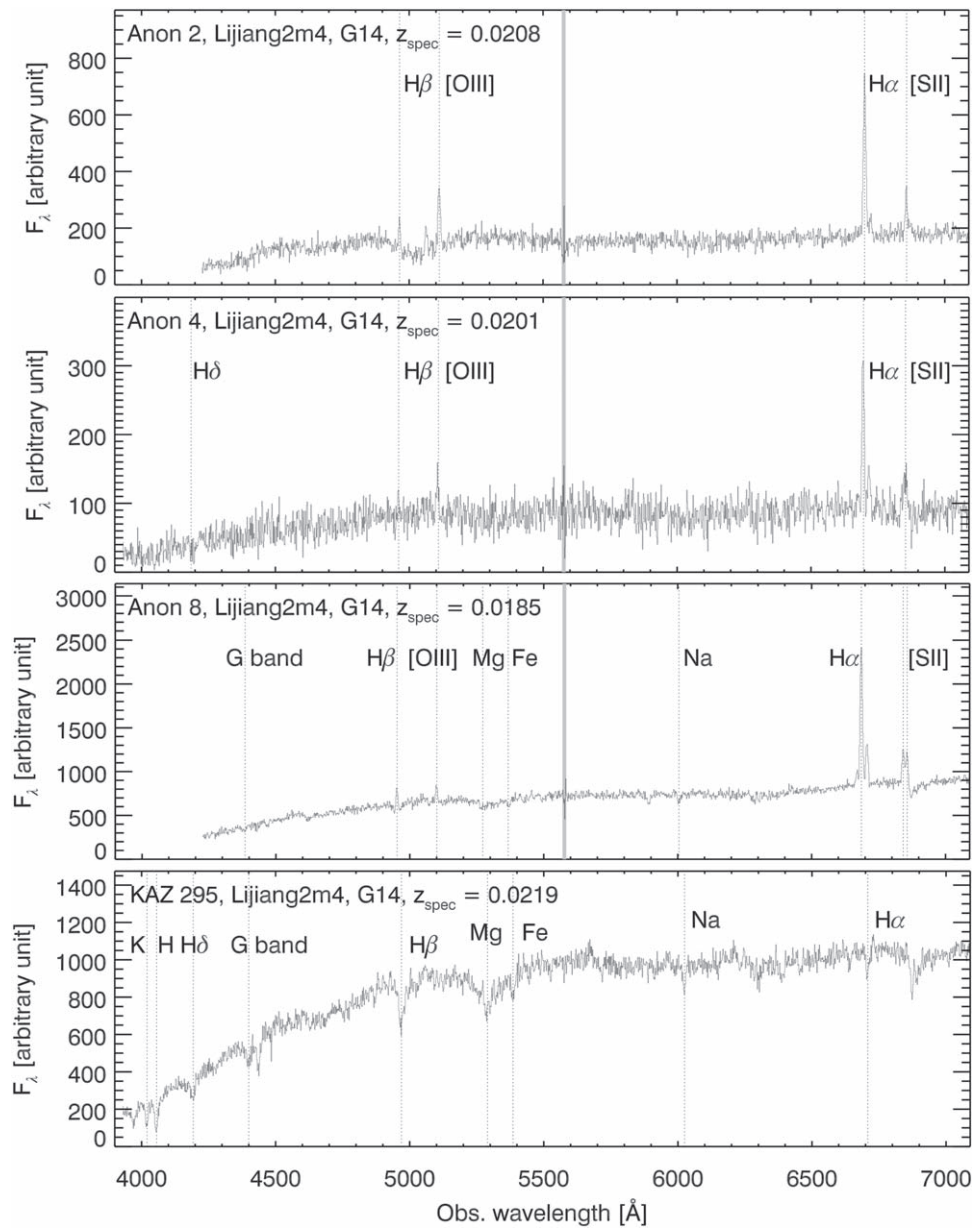 Anon 2, Lijiang2m4, G14, z_spec = 0.0208
Hβ [OIII] Hα [SII]
800
600
400
200
0
F_λ [arbitrary unit]
Anon 4, Lijiang2m4, G14, z_spec = 0.0201
Hδ Hβ [OIII] Hα [SII]
300
200
100
0
F_λ [arbitrary unit]
Anon 8, Lijiang2m4, G14, z_spec = 0.0185
G band Hβ [OIII] Mg Fe Na Hα [SII]
3000
2500
2000
1500
1000
500
0
F_λ [arbitrary unit]
KAZ 295, Lijiang2m4, G14, z_spec = 0.0219
K H Hδ G band Hβ Mg Fe Na Hα
1400
1200
1000
800
600
400
200
0
F_λ [arbitrary unit]
4000 4500 5000 5500 6000 6500 7000
Obs. wavelength [Å]